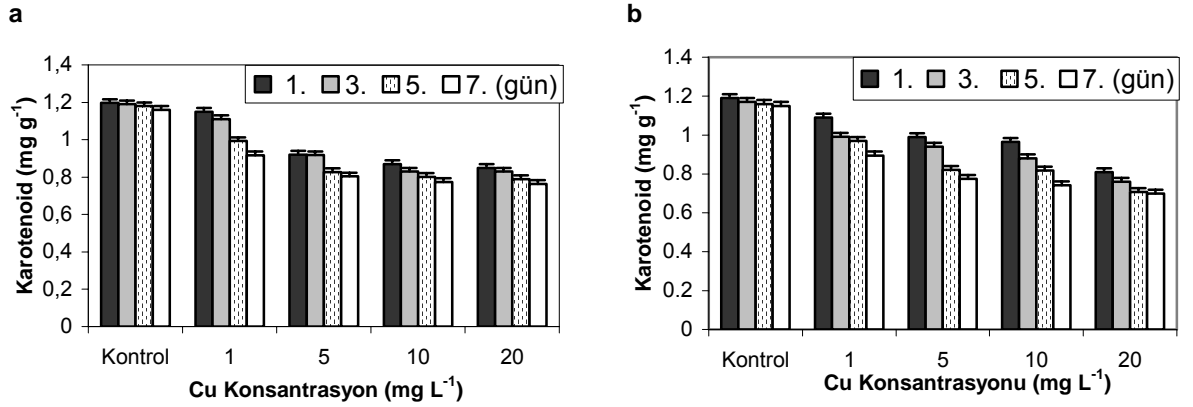 a
1,4
1. 3. 5. 7. (gün)
1,2
1
0,8
0,6
0,4
0,2
0
Karotenoid (mg g⁻¹)
Kontrol 1 5 10 20
Cu Konsantrasyon (mg L⁻¹)
b
1.4
1. 3. 5. 7. (gün)
1.2
1
0.8
0.6
0.4
0.2
0
Karotenoid (mg g⁻¹)
Kontrol 1 5 10 20
Cu Konsantrasyonu (mg L⁻¹)